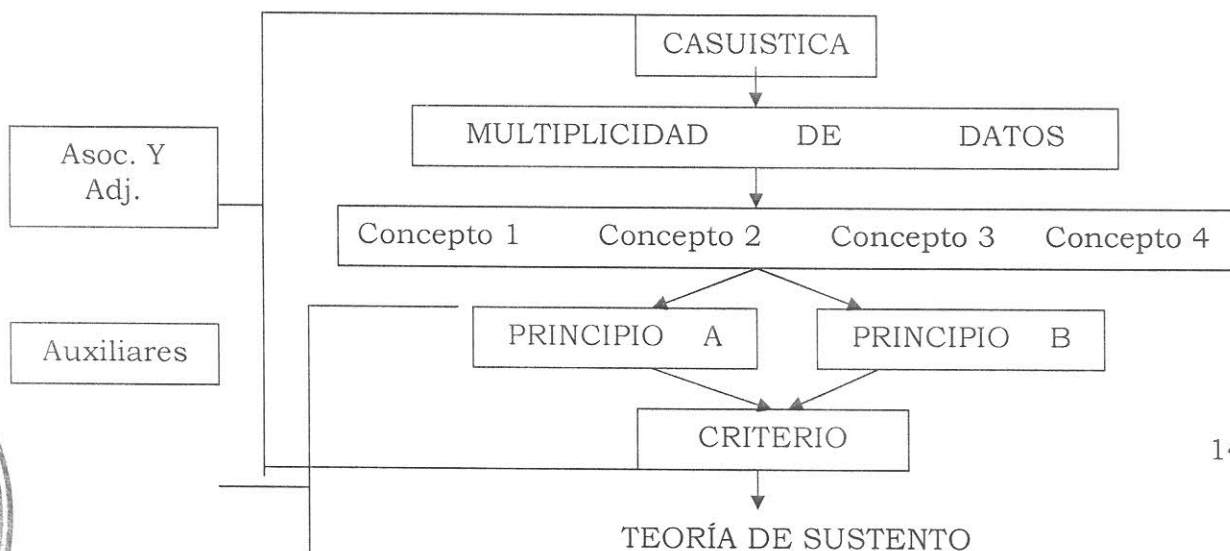 CASUISTICA
MULTIPLICIDAD DE DATOS
Asoc. Y
Adj.
Concepto 1 Concepto 2 Concepto 3 Concepto 4
PRINCIPIO A PRINCIPIO B
Auxiliares
CRITERIO
14
TEORÍA DE SUSTENTO